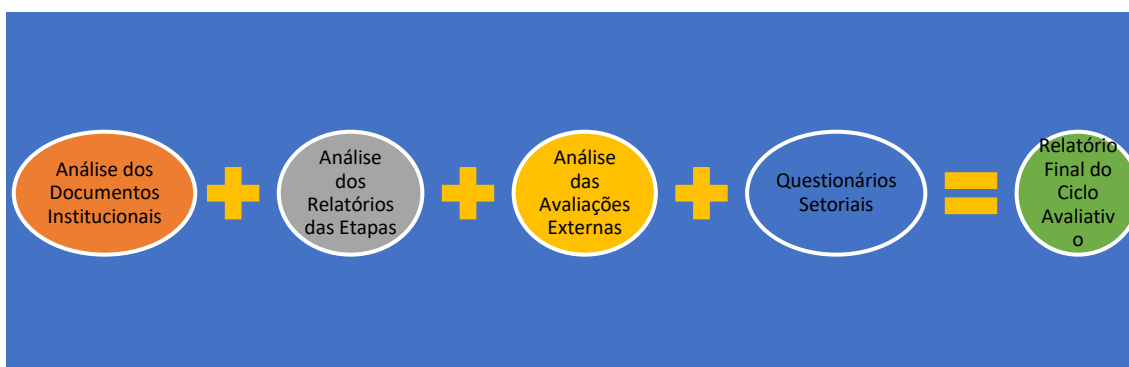 Análise dos
Documentos
Institucionais
Análise
dos
Relatórios
das Etapas
Análise
das
Avaliações
Externas
Questionários
Setoriais
Relatório
Final do
Ciclo
Avaliativ
o